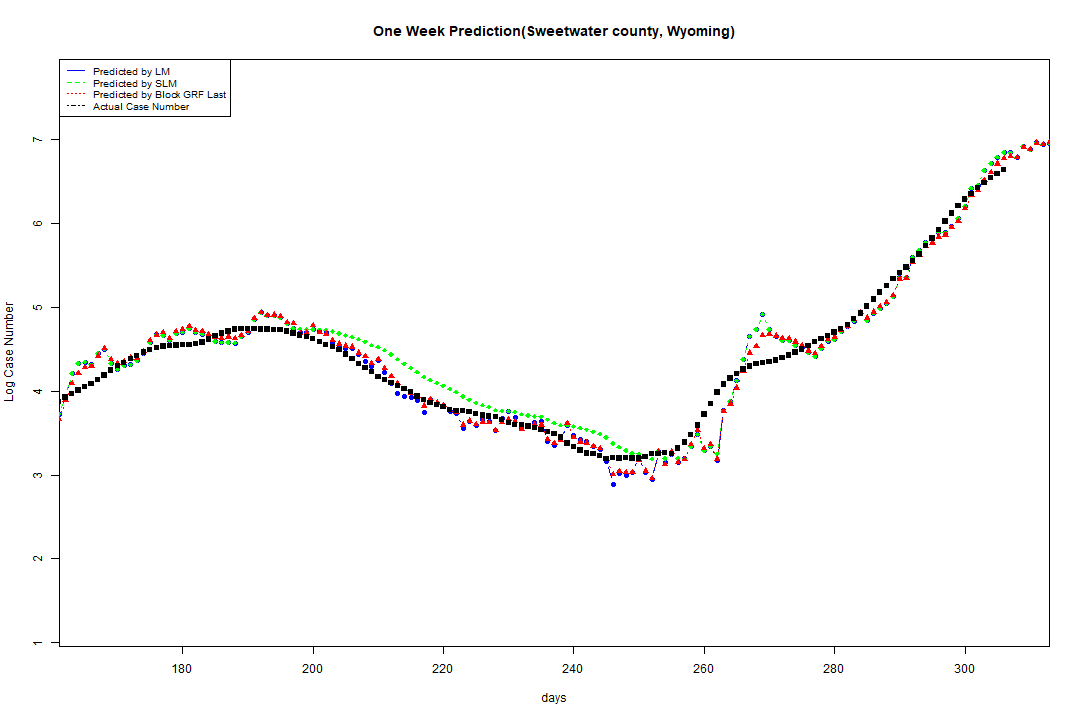 One Week Prediction(Sweetwater county, Wyoming)
Predicted by LM
Predicted by SLM
Predicted by Block GRF Last
Actual Case Number
7
6
5
4
3
2
1
Log Case Number
180 200 220 240 260 280 300
days